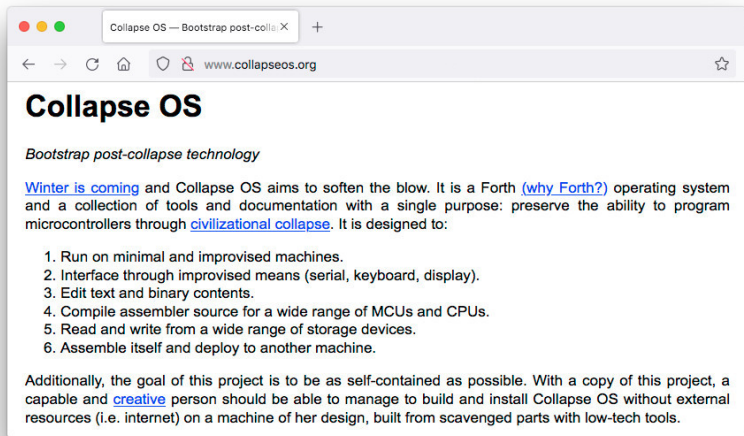 Collapse OS — Bootstrap post-colla
www.collapseos.org
Collapse OS
Bootstrap post-collapse technology
Winter is coming and Collapse OS aims to soften the blow. It is a Forth (why Forth?) operating system
and a collection of tools and documentation with a single purpose: preserve the ability to program
microcontrollers through civilizational collapse. It is designed to:
1. Run on minimal and improvised machines.
2. Interface through improvised means (serial, keyboard, display).
3. Edit text and binary contents.
4. Compile assembler source for a wide range of MCUs and CPUs.
5. Read and write from a wide range of storage devices.
6. Assemble itself and deploy to another machine.
Additionally, the goal of this project is to be as self-contained as possible. With a copy of this project, a
capable and creative person should be able to manage to build and install Collapse OS without external
resources (i.e. internet) on a machine of her design, built from scavenged parts with low-tech tools.